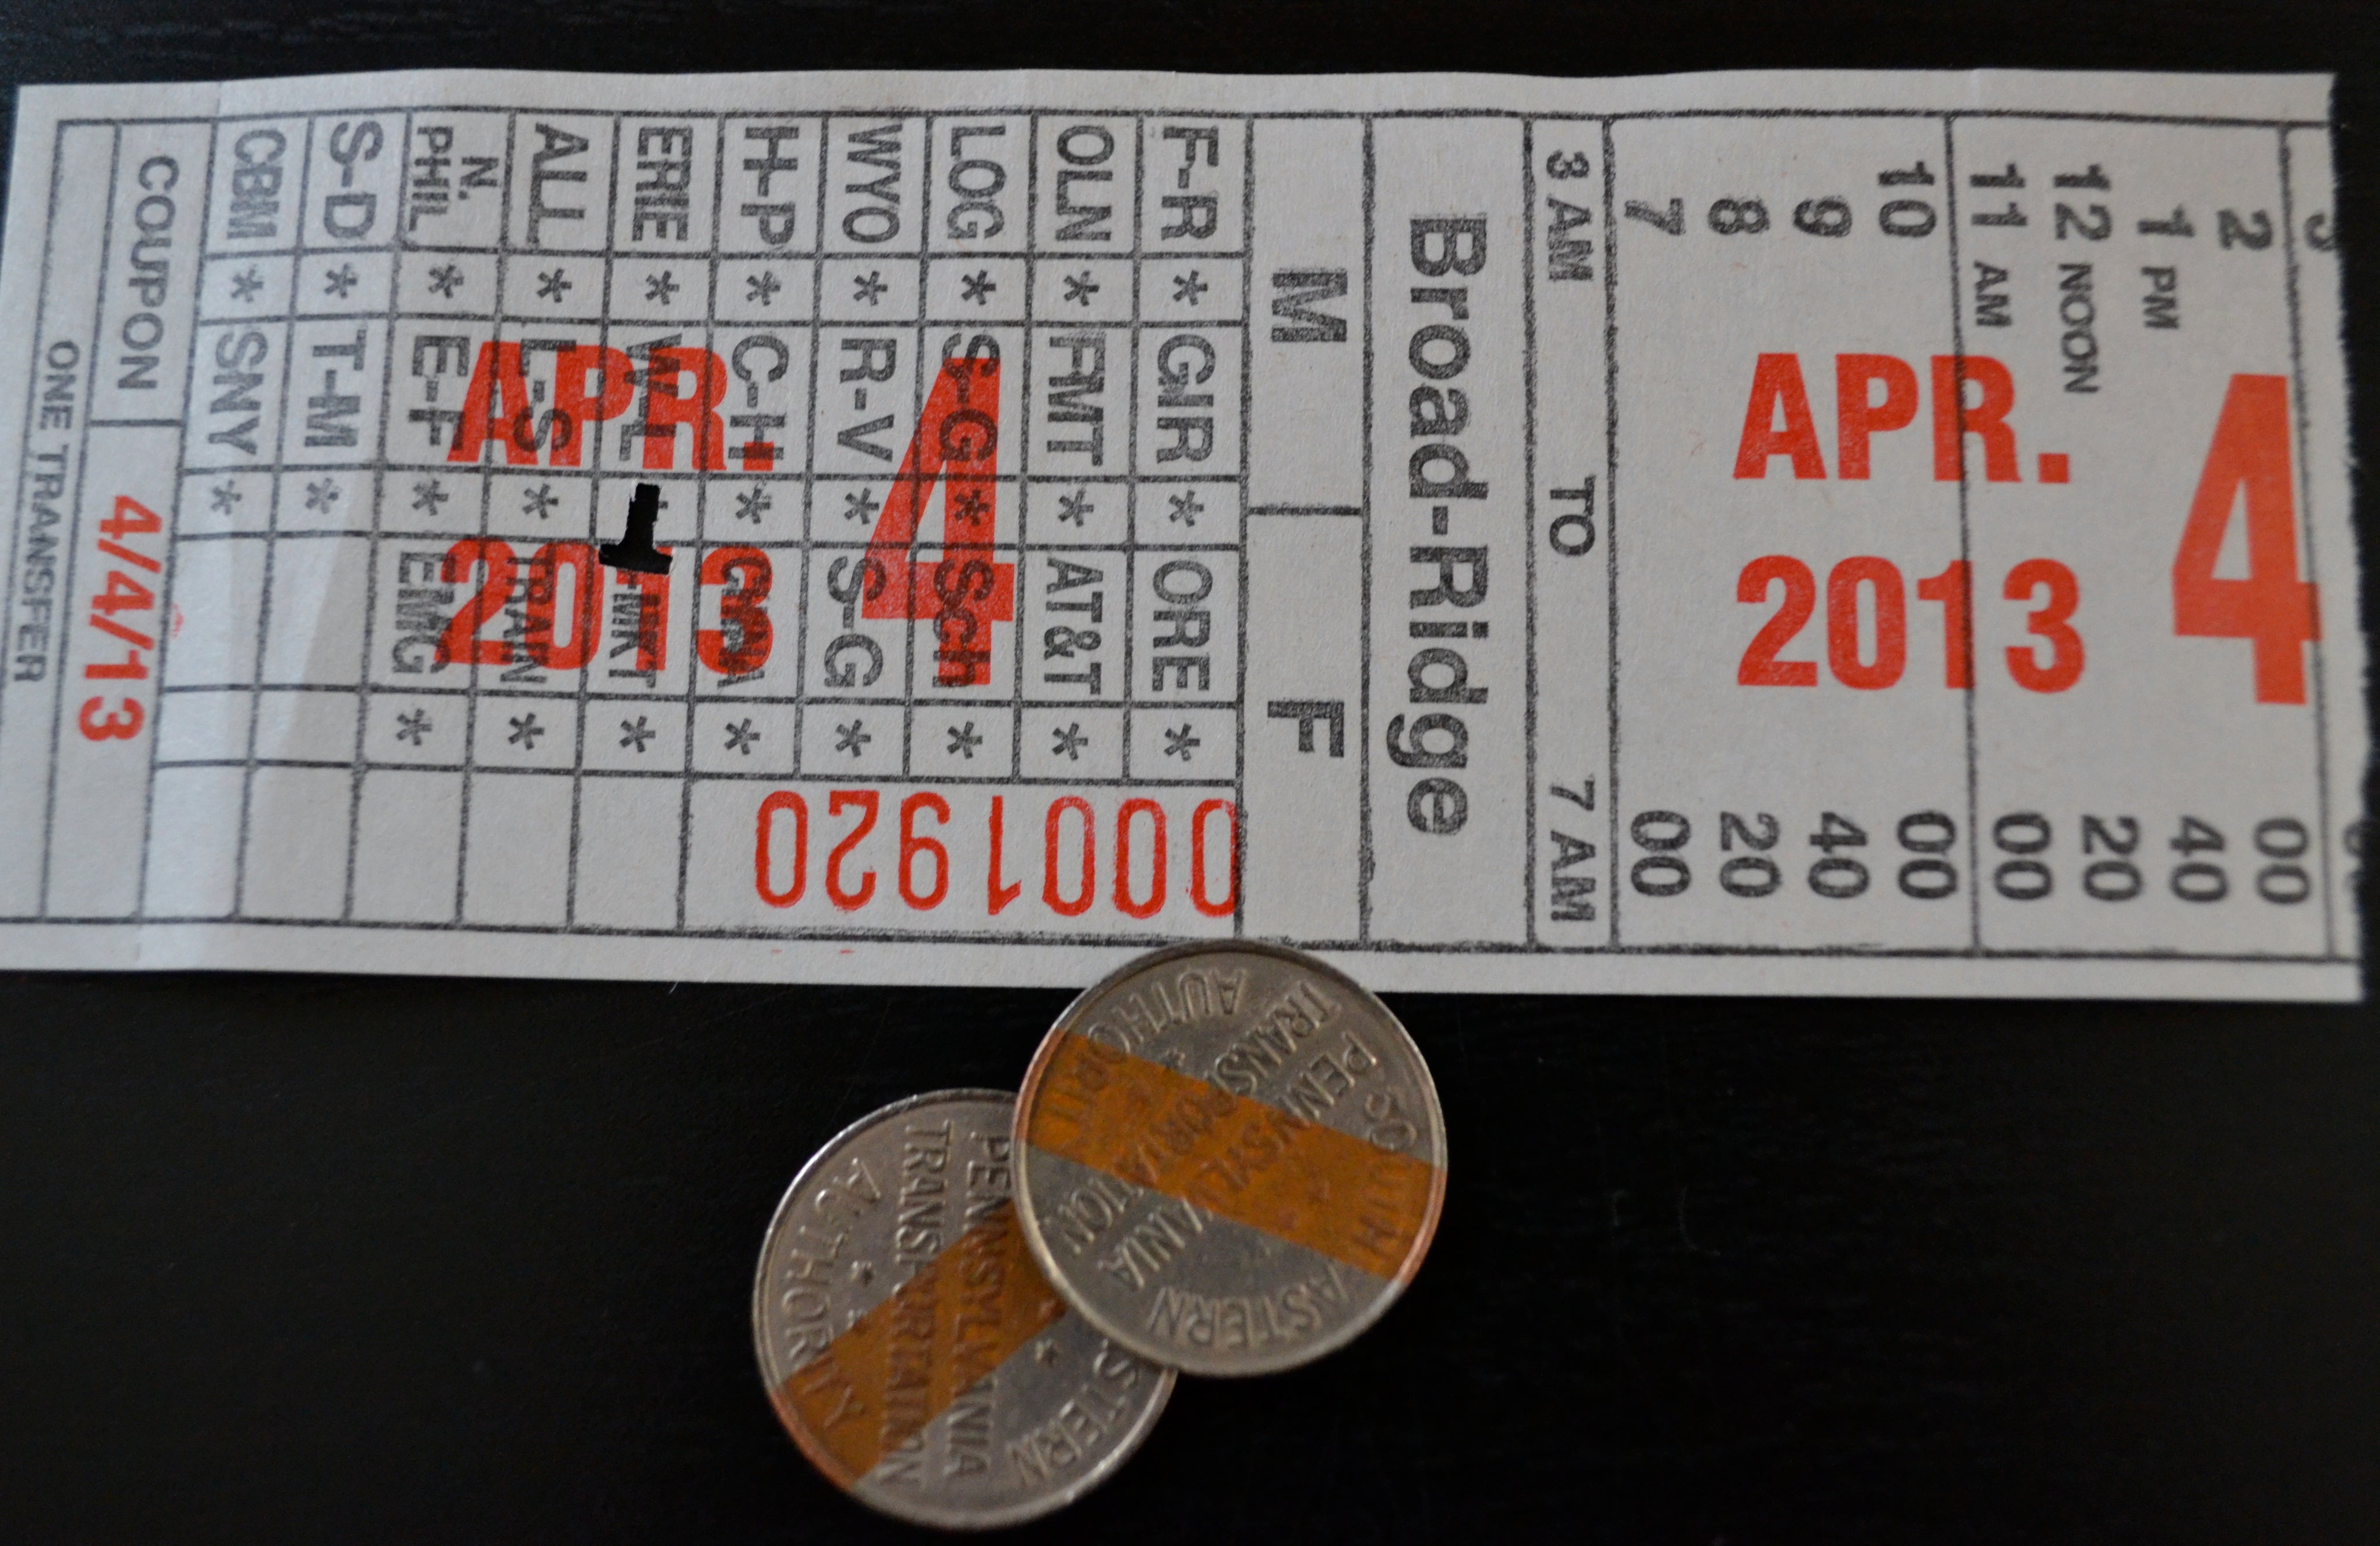 2 00
1 PM 40
12 NOON 20
11 AM 00
10 00
9 40
8 20
7 00
APR. 4
2013
3 AM TO 7 AM
Broad-Ridge
M F
F-R * GIR * ORE *
OLN * FMT * AT&T *
LOG * S-G * Sch *
WYO * R-V * S-G *
H-P * C-H * *
ERIE * W-L *
ALL. * L-S * TRAIN *
N.
PHIL. * E-F * EMG *
S-D * T-M *
CBM * SNY *
APR. 4
2013
0001920
COUPON 4/4/13
ONE TRANSFER
SOUTHEASTERN
PENNSYLVANIA
TRANSPORTATION
AUTHORITY
STERN
PENNSYLVANIA
TRANSPORTATION
AUTHORITY